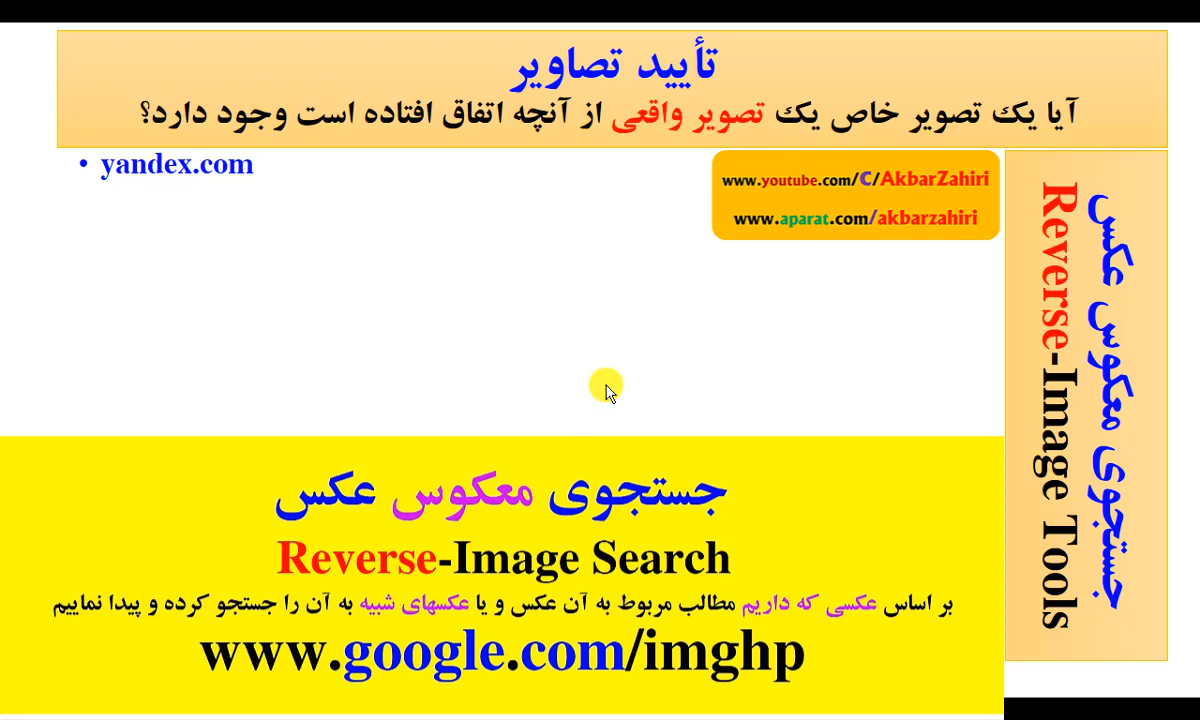 تأیید تصاویر
آیا یک تصویر خاص یک تصویر واقعی از آنچه اتفاق افتاده است وجود دارد؟
• yandex.com
www.youtube.com/C/AkbarZahiri
www.aparat.com/akbarzahiri
جستجوی معکوس عکس
Reverse-Image Tools
جستجوی معکوس عکس
Reverse-Image Search
بر اساس عکسی که داریم مطالب مربوط به آن عکس و یا عکسهای شبیه به آن را جستجو کرده و پیدا نماییم
www.google.com/imghp